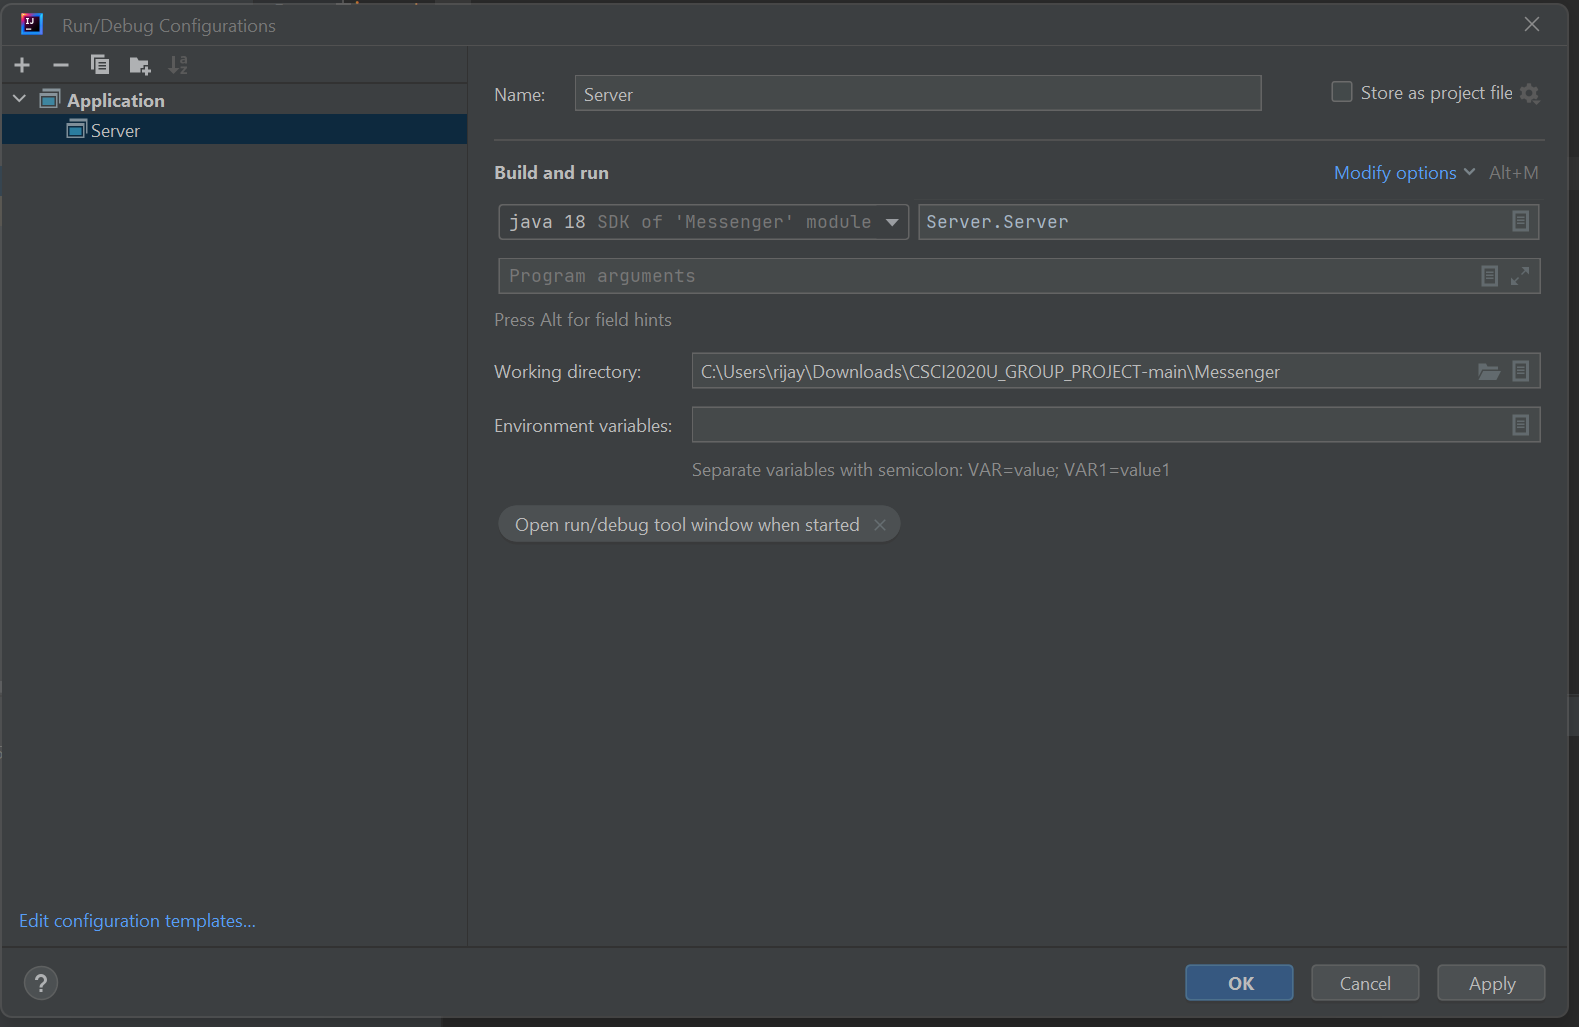 Run/Debug Configurations
Application
Server
Name:
Server
Store as project file
Build and run
Modify options Alt+M
java 18 SDK of 'Messenger' module
Server.Server
Program arguments
Press Alt for field hints
Working directory:
C:\Users\rijay\Downloads\CSCI2020U_GROUP_PROJECT-main\Messenger
Environment variables:
Separate variables with semicolon: VAR=value; VAR1=value1
Open run/debug tool window when started
Edit configuration templates...
?
OK
Cancel
Apply